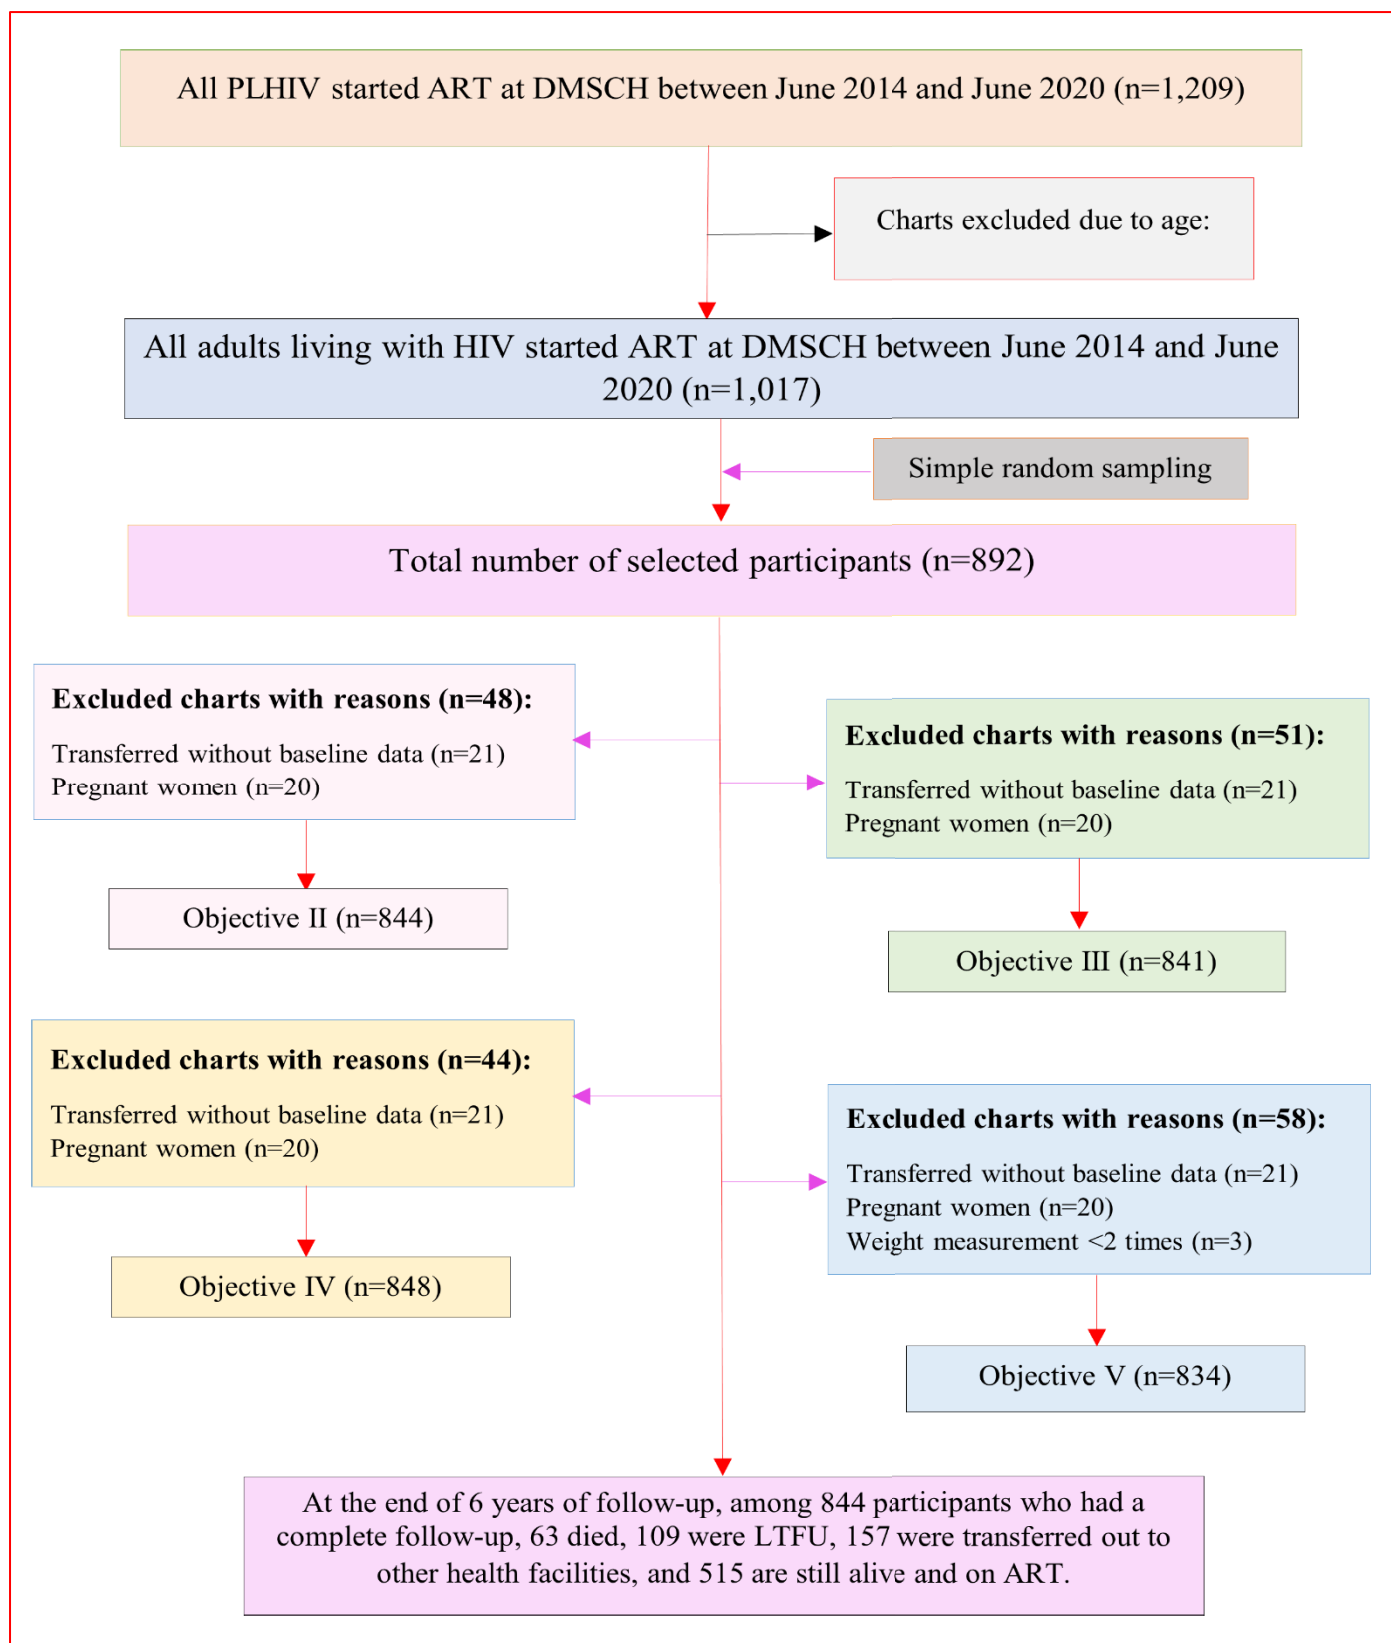 All PLHIV started ART at DMSCH between June 2014 and June 2020 (n=1,209)
Charts excluded due to age:
All adults living with HIV started ART at DMSCH between June 2014 and June
2020 (n=1,017)
Simple random sampling
Total number of selected participants (n=892)
Excluded charts with reasons (n=48):
Transferred without baseline data (n=21)
Pregnant women (n=20)
Objective II (n=844)
Excluded charts with reasons (n=51):
Transferred without baseline data (n=21)
Pregnant women (n=20)
Objective III (n=841)
Excluded charts with reasons (n=44):
Transferred without baseline data (n=21)
Pregnant women (n=20)
Objective IV (n=848)
Excluded charts with reasons (n=58):
Transferred without baseline data (n=21)
Pregnant women (n=20)
Weight measurement <2 times (n=3)
Objective V (n=834)
At the end of 6 years of follow-up, among 844 participants who had a
complete follow-up, 63 died, 109 were LTFU, 157 were transferred out to
other health facilities, and 515 are still alive and on ART.